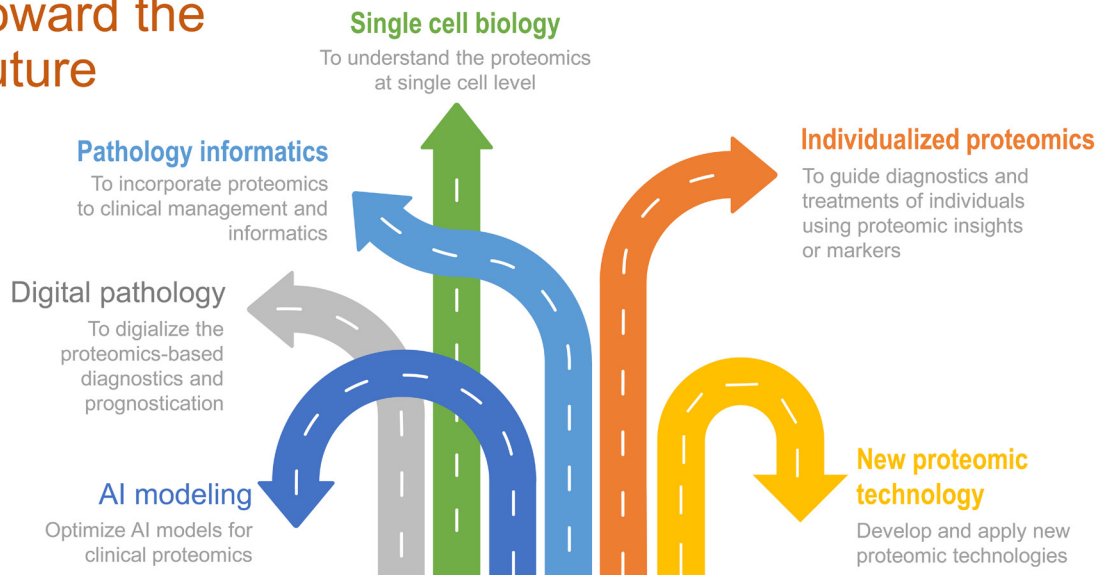 oward the
uture
Single cell biology
To understand the proteomics
at single cell level
Pathology informatics
To incorporate proteomics
to clinical management and
informatics
Individualized proteomics
To guide diagnostics and
treatments of individuals
using proteomic insights
or markers
Digital pathology
To digialize the
proteomics-based
diagnostics and
prognostication
AI modeling
Optimize AI models for
clinical proteomics
New proteomic
technology
Develop and apply new
proteomic technologies